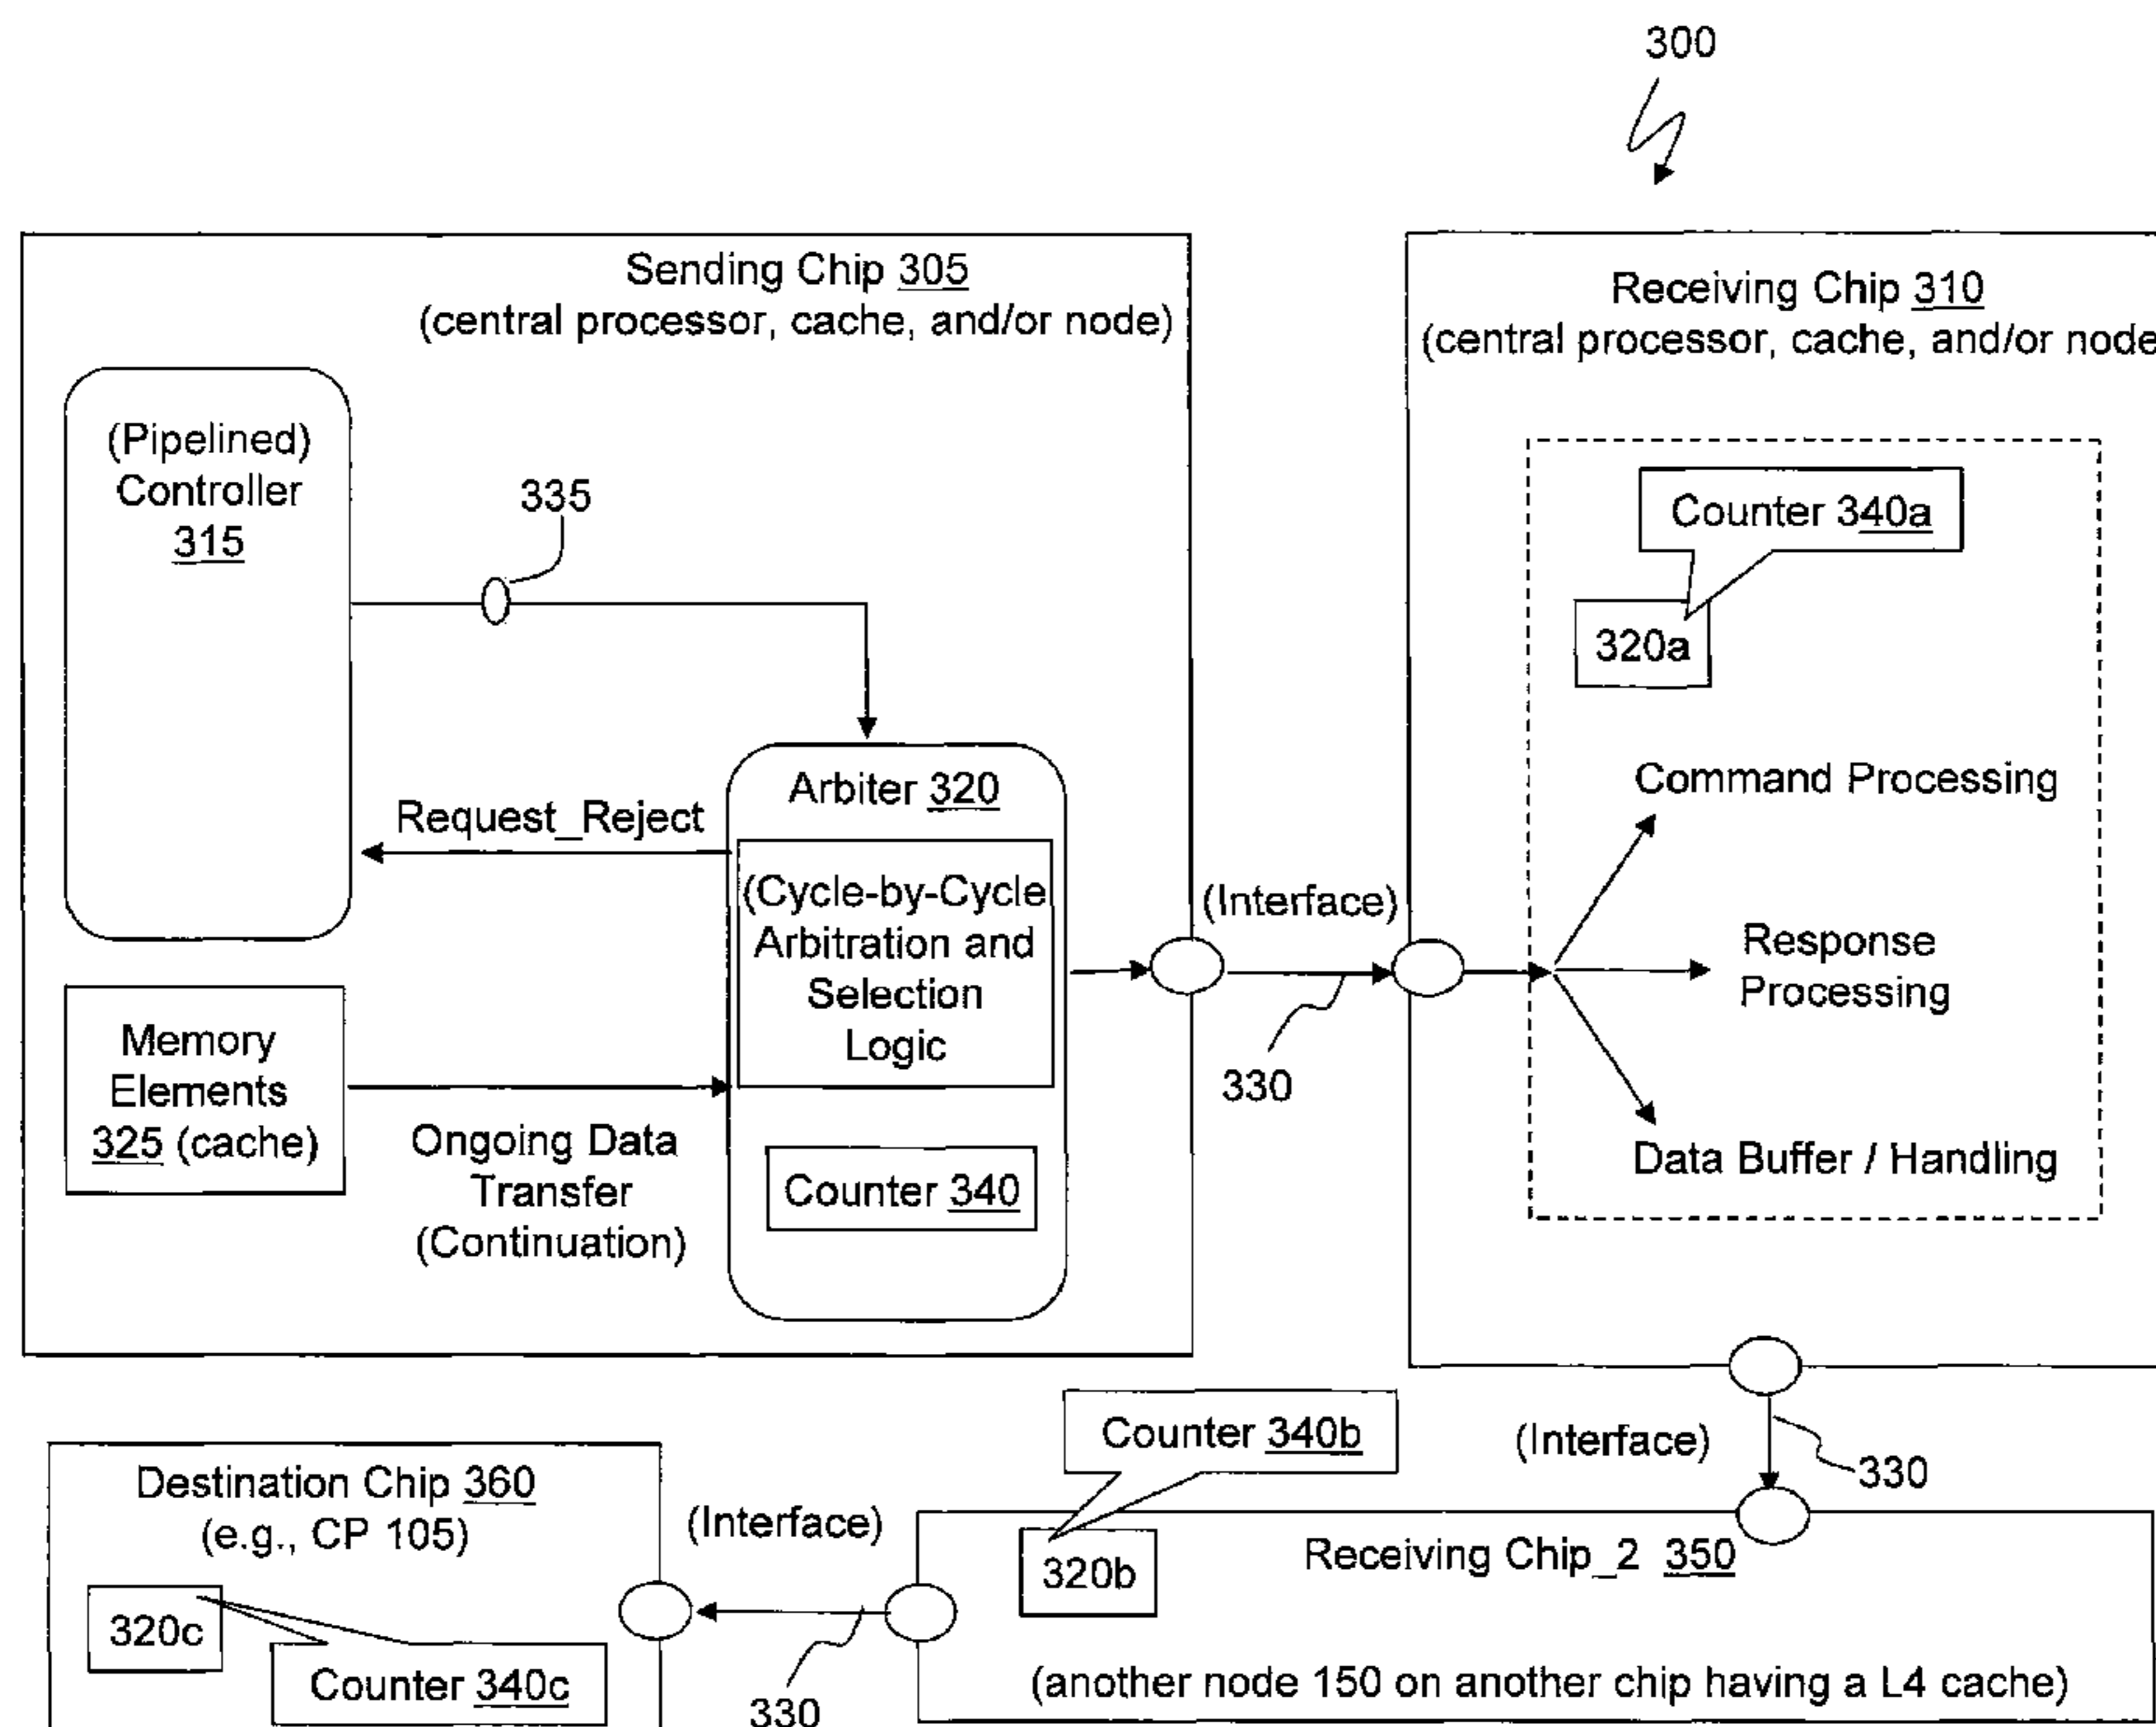 300
Sending Chip 305
(central processor, cache, and/or node)
Receiving Chip 310
(central processor, cache, and/or node
(Pipelined)
Controller
315
335
Counter 340a
320a
Arbiter 320
Request_Reject
(Cycle-by-Cycle
Arbitration and
Selection
Logic
(Interface)
330
Command Processing
Response
Processing
Data Buffer / Handling
Memory
Elements
325 (cache)
Ongoing Data
Transfer
(Continuation)
Counter 340
Counter 340b
(Interface)
330
Destination Chip 360
(e.g., CP 105)
(Interface)
320b
Receiving Chip_2 350
320c
Counter 340c
330
(another node 150 on another chip having a L4 cache)